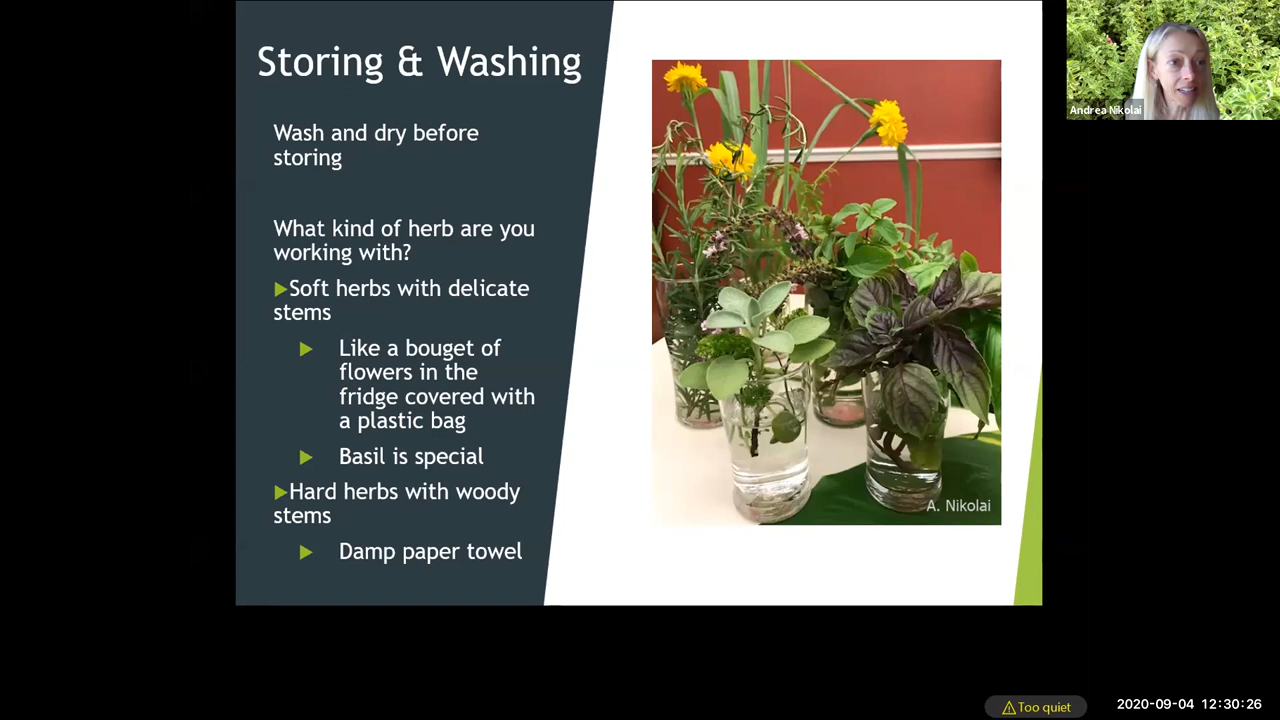 Storing & Washing
Wash and dry before
storing
What kind of herb are you
working with?
Soft herbs with delicate
stems
Like a bouget of
flowers in the
fridge covered with
a plastic bag
Basil is special
Hard herbs with woody
stems
Damp paper towel
A. Nikolai
Andrea Nikolai
Too quiet
2020-09-04 12:30:26